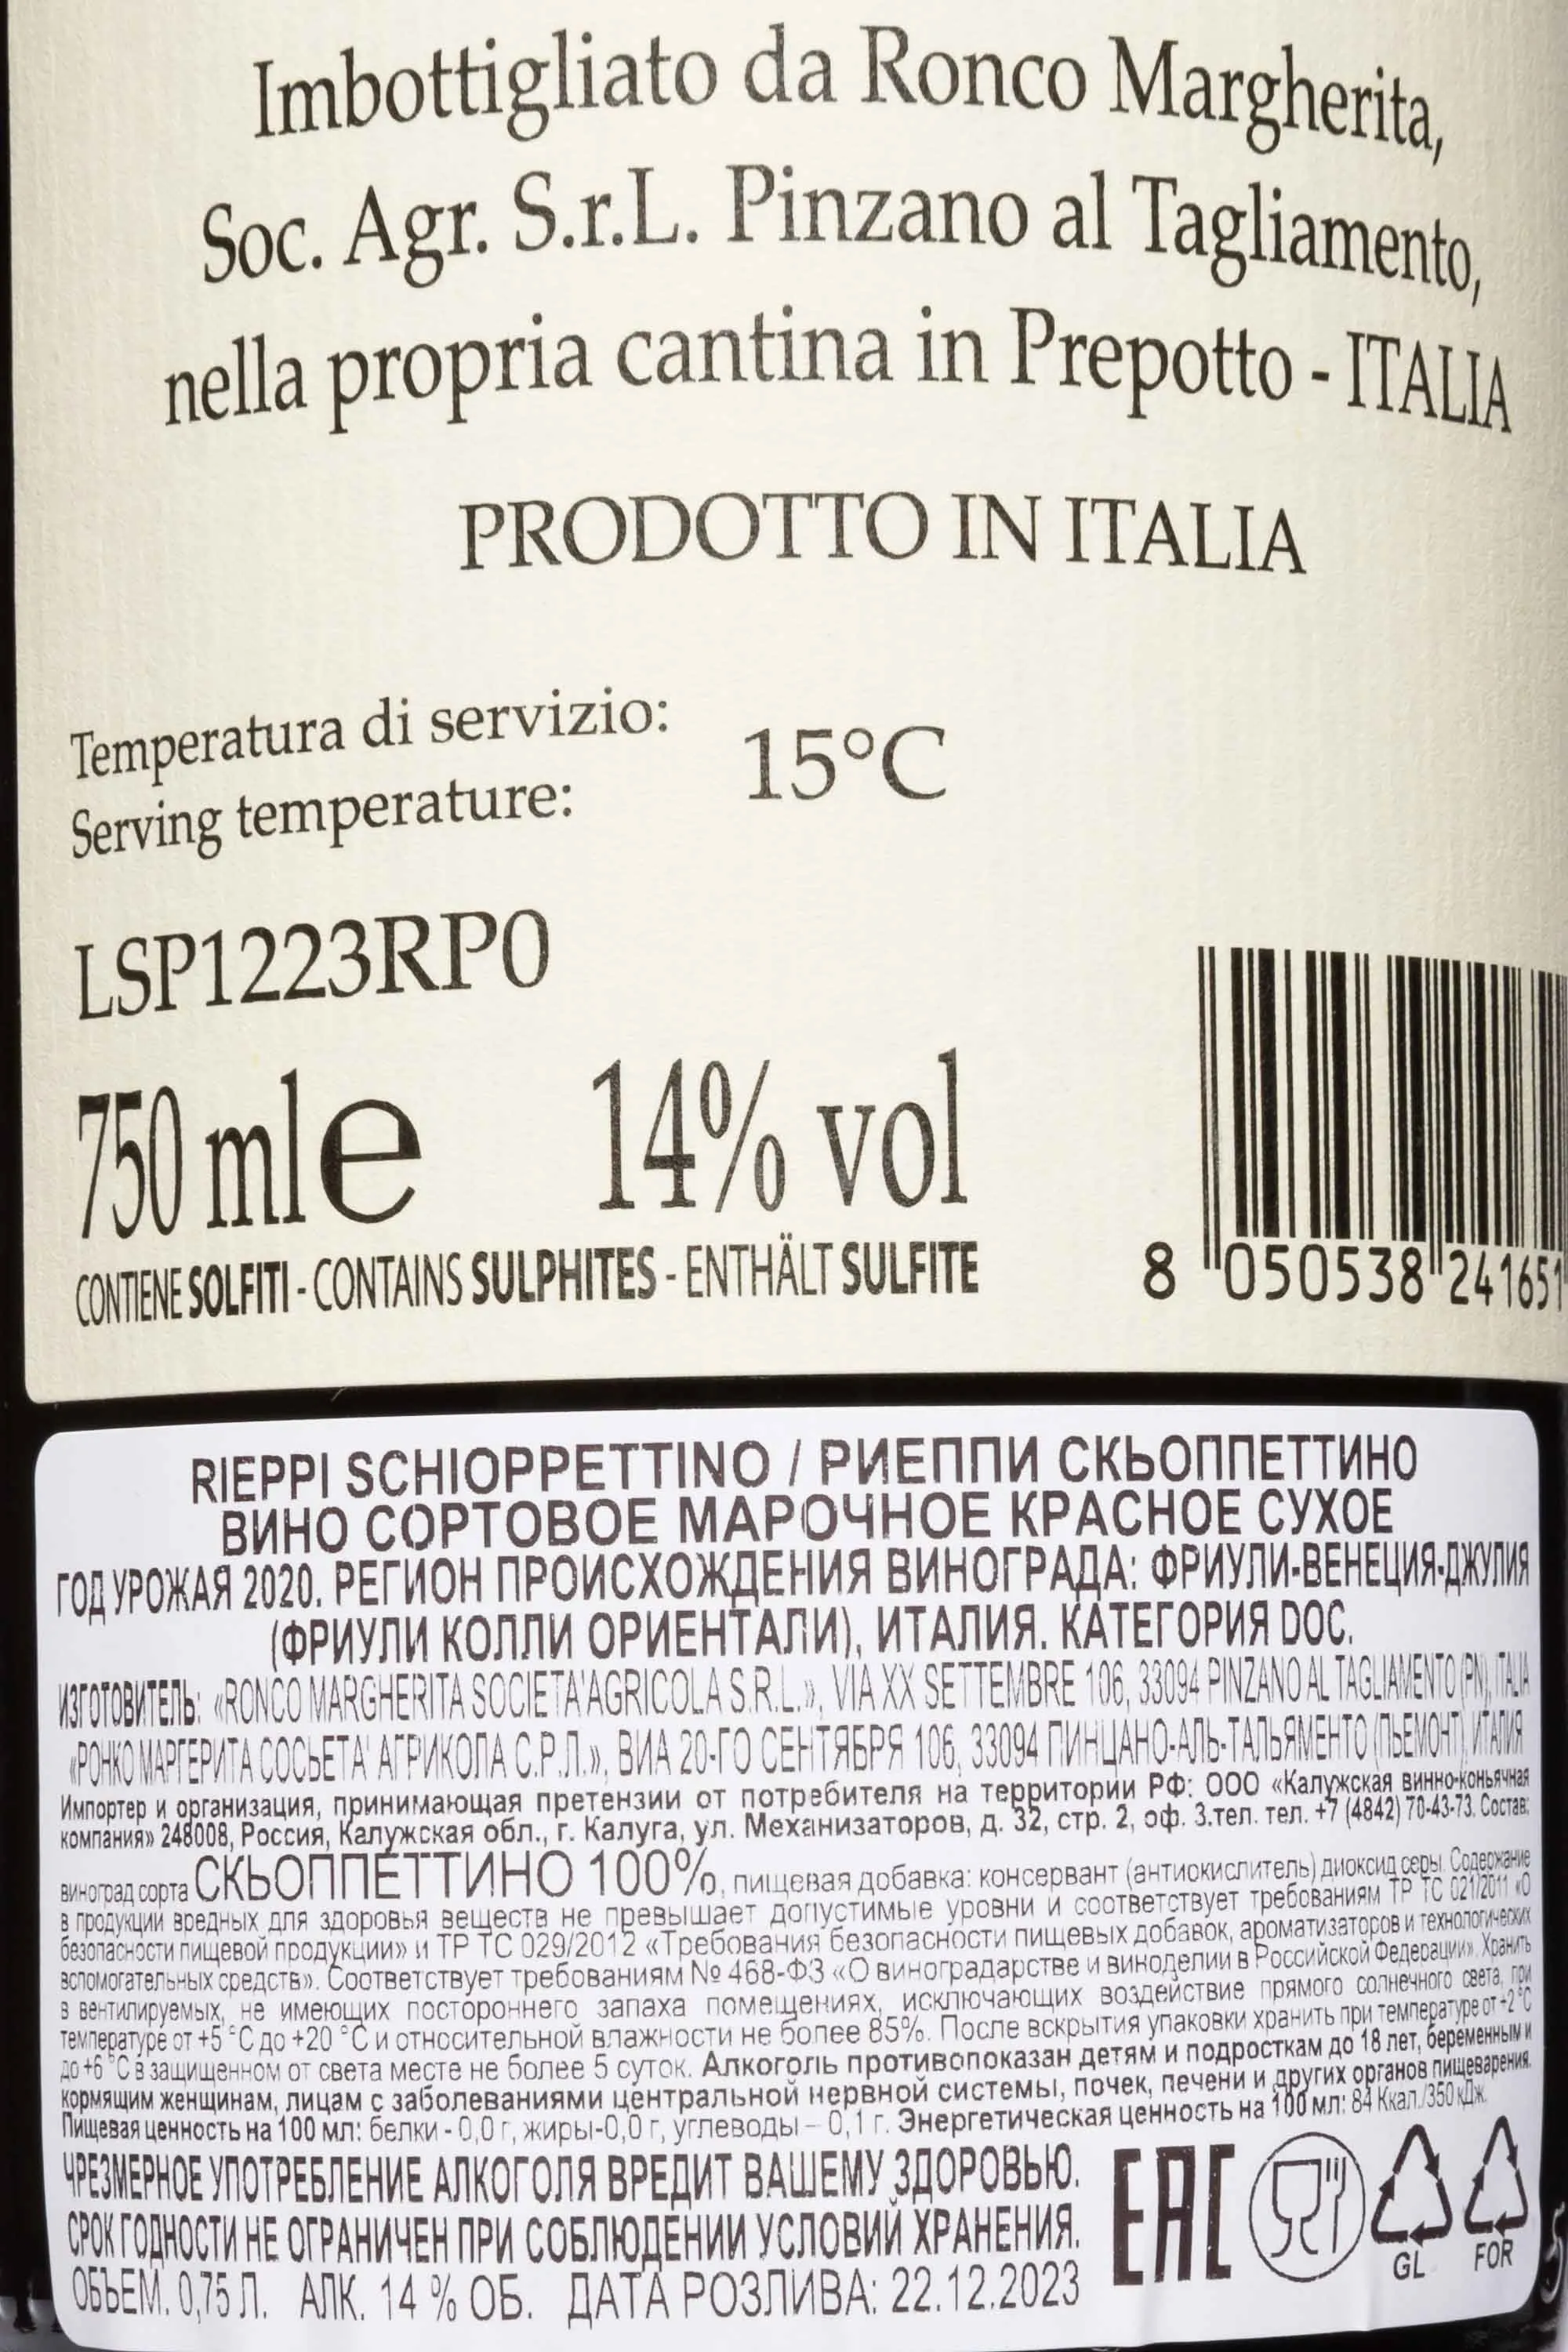 Imbottigliato da Ronco Margherita,
Soc. Agr. S.r.L. Pinzano al Tagliamento,
nella propria cantina in Prepotto - ITALIA
PRODOTTO IN ITALIA
Temperatura di servizio:
Serving temperature:
15°C
LSP1223RP0
750 ml e 14% vol
CONTIENE SOLFITI - CONTAINS SULPHITES - ENTHÄLT SULFITE
8 050538 241651
RIEPPI SCHIOPPETTINO / РИЕППИ СКЬОППЕТТИНО
ВИНО СОРТОВОЕ МАРОЧНОЕ КРАСНОЕ СУХОЕ
ГОД УРОЖАЯ 2020. РЕГИОН ПРОИСХОЖДЕНИЯ ВИНОГРАДА: ФРИУЛИ-ВЕНЕЦИЯ-ДЖУЛИЯ
(ФРИУЛИ КОЛЛИ ОРИЕНТАЛИ), ИТАЛИЯ. КАТЕГОРИЯ DOC.
ИЗГОТОВИТЕЛЬ: «RONCO MARGHERITA SOCIETA'AGRICOLA S.R.L.», VIA XX SETTEMBRE 106, 33094 PINZANO AL TAGLIAMENTO (PN), ITALIA
«РОНКО МАРГЕРИТА СОСЬЕТА' АГРИКОЛА С.Р.Л.», ВИА 20-ГО СЕНТЯБРЯ 106, 33094 ПИНЦАНО-АЛЬ-ТАЛЬЯМЕНТО (ПЬЕМОНТ), ИТАЛИЯ
Импортер и организация, принимающая претензии от потребителя на территории РФ: ООО «Калужская винно-коньячная
компания» 248008, Россия, Калужская обл., г. Калуга, ул. Механизаторов, д. 32, стр. 2, оф. 3.тел. тел. +7 (4842) 70-43-73. Состав:
виноград сорта СКЬОППЕТТИНО 100%, пищевая добавка: консервант (антиокислитель) диоксид серы. Содержание
в продукции вредных для здоровья веществ не превышает допустимые уровни и соответствует требованиям ТР ТС 021/2011 «О
безопасности пищевой продукции» и ТР ТС 029/2012 «Требования безопасности пищевых добавок, ароматизаторов и технологических
вспомогательных средств». Соответствует требованиям № 468-ФЗ «О виноградарстве и виноделии в Российской Федерации». Хранить
в вентилируемых, не имеющих постороннего запаха помещениях, исключающих воздействие прямого солнечного света, при
температуре от +5 °С до +20 °С и относительной влажности не более 85%. После вскрытия упаковки хранить при температуре от +2 °С
до +6 °С в защищенном от света месте не более 5 суток. Алкоголь противопоказан детям и подросткам до 18 лет, беременным и
кормящим женщинам, лицам с заболеваниями центральной нервной системы, почек, печени и других органов пищеварения.
Пищевая ценность на 100 мл: белки - 0,0 г, жиры-0,0 г, углеводы – 0,1 г. Энергетическая ценность на 100 мл: 84 Ккал./350 кДж.
ЧРЕЗМЕРНОЕ УПОТРЕБЛЕНИЕ АЛКОГОЛЯ ВРЕДИТ ВАШЕМУ ЗДОРОВЬЮ.
СРОК ГОДНОСТИ НЕ ОГРАНИЧЕН ПРИ СОБЛЮДЕНИИ УСЛОВИЙ ХРАНЕНИЯ.
ОБЪЕМ. 0,75 Л. АЛК. 14 % ОБ. ДАТА РОЗЛИВА: 22.12.2023
EAC
GL FOR